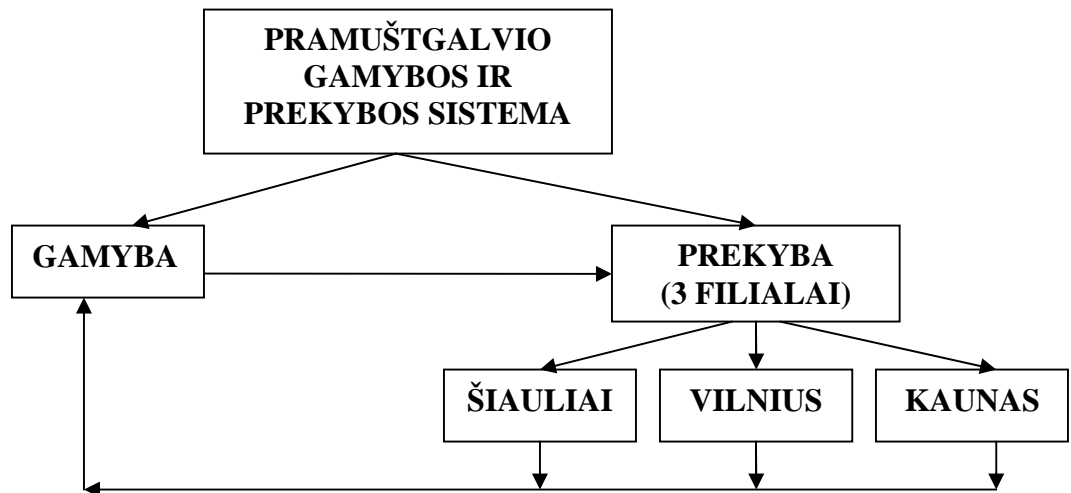 PRAMUŠTGALVIO
GAMYBOS IR
PREKYBOS SISTEMA
GAMYBA
PREKYBA
(3 FILIALAI)
ŠIAULIAI
VILNIUS
KAUNAS